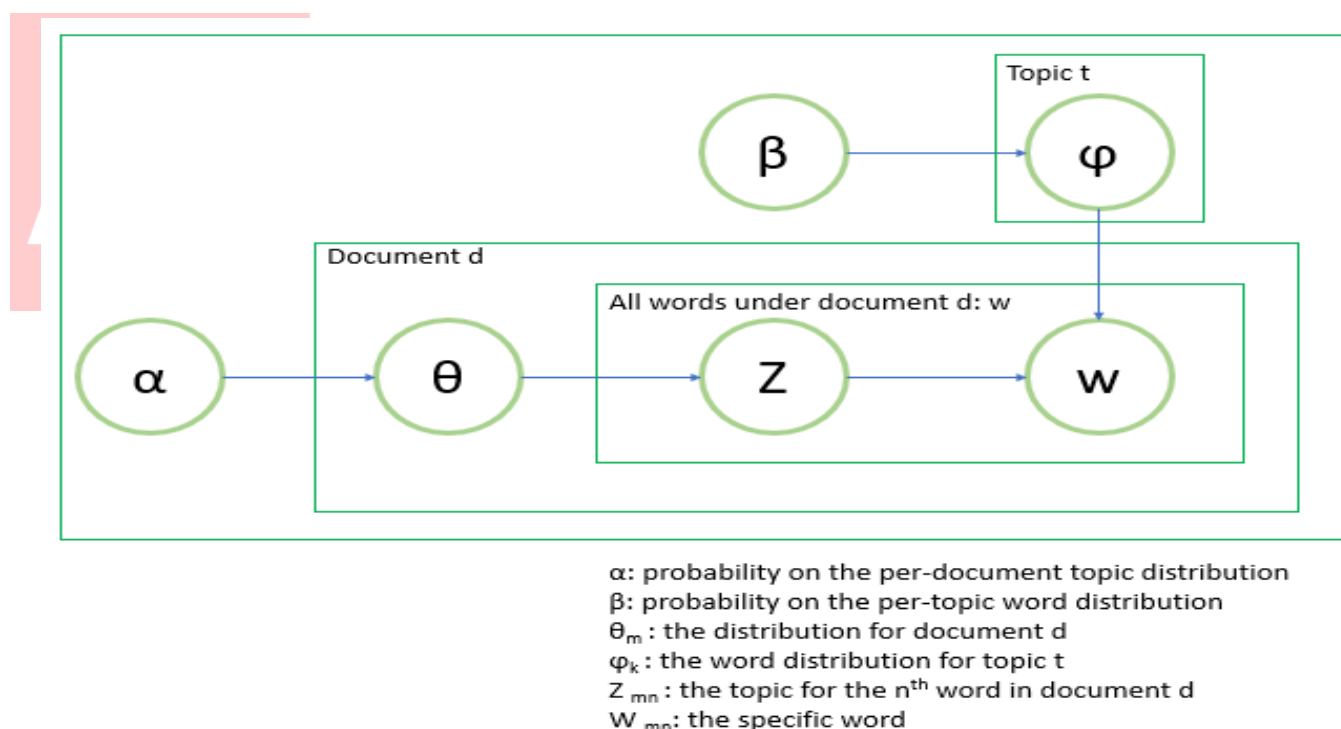 Topic t
β
φ
Document d
All words under document d: w
α
θ
Z
w
α: probability on the per-document topic distribution
β: probability on the per-topic word distribution
θm : the distribution for document d
φk : the word distribution for topic t
Z mn : the topic for the nth word in document d
W mn: the specific word